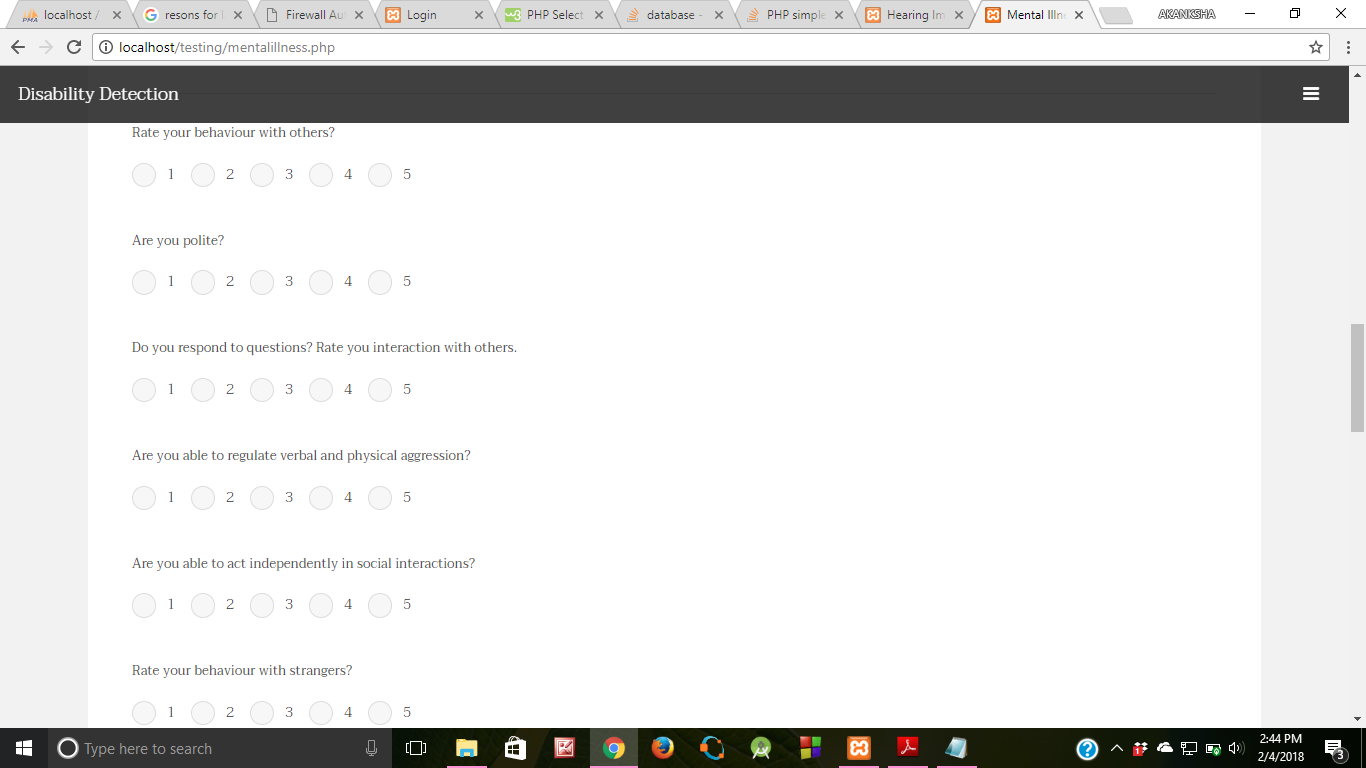 localhost / resons for Firewall Au Login PHP Select database - PHP simple Hearing Im Mental Illn AKANKSHA
localhost/testing/mentalillness.php
Disability Detection
Rate your behaviour with others?
1 2 3 4 5
Are you polite?
1 2 3 4 5
Do you respond to questions? Rate you interaction with others.
1 2 3 4 5
Are you able to regulate verbal and physical aggression?
1 2 3 4 5
Are you able to act independently in social interactions?
1 2 3 4 5
Rate your behaviour with strangers?
1 2 3 4 5
Type here to search
2:44 PM
2/4/2018
3